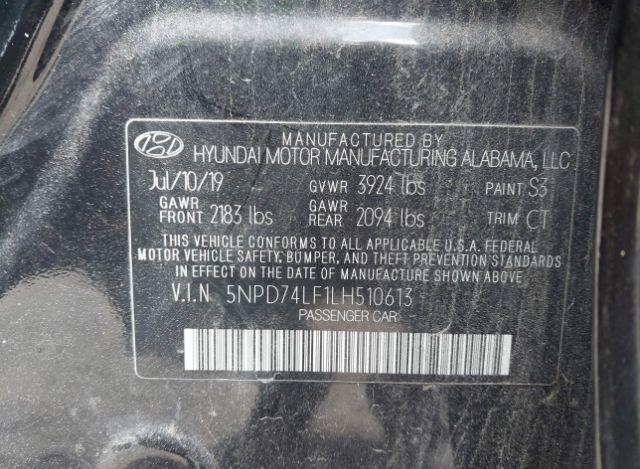 MANUFACTURED BY
HYUNDAI MOTOR MANUFACTURING ALABAMA, LLC
Jul/10/19 GVWR 3924 lbs PAINT S3
GAWR FRONT 2183 lbs GAWR REAR 2094 lbs TRIM CT
THIS VEHICLE CONFORMS TO ALL APPLICABLE U.S.A. FEDERAL
MOTOR VEHICLE SAFETY, BUMPER, AND THEFT PREVENTION STANDARDS
IN EFFECT ON THE DATE OF MANUFACTURE SHOWN ABOVE
V.I.N 5NPD74LF1LH510613
PASSENGER CAR